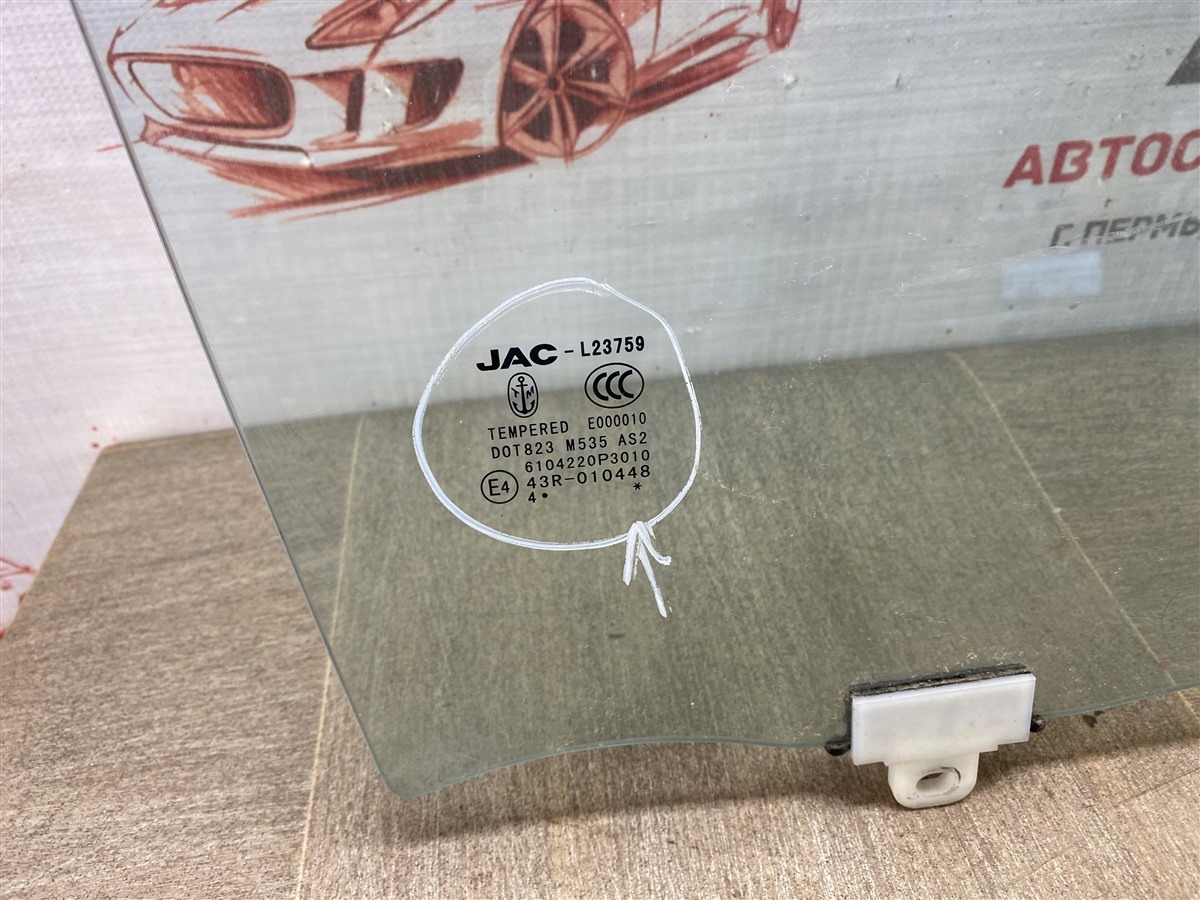 АВТОС
Г. ПЕРМЬ
JAC - L23759
F M
CCC
TEMPERED E000010
DOT823 M535 AS2
6104220P3010
E4 43R-010448
4• *